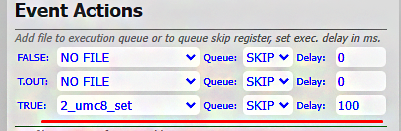 Event Actions
Add file to execution queue or to queue skip register, set exec. delay in ms.
FALSE: NO FILE Queue: SKIP Delay: 0
T.OUT: NO FILE Queue: SKIP Delay: 0
TRUE: 2_umc8_set Queue: SKIP Delay: 100